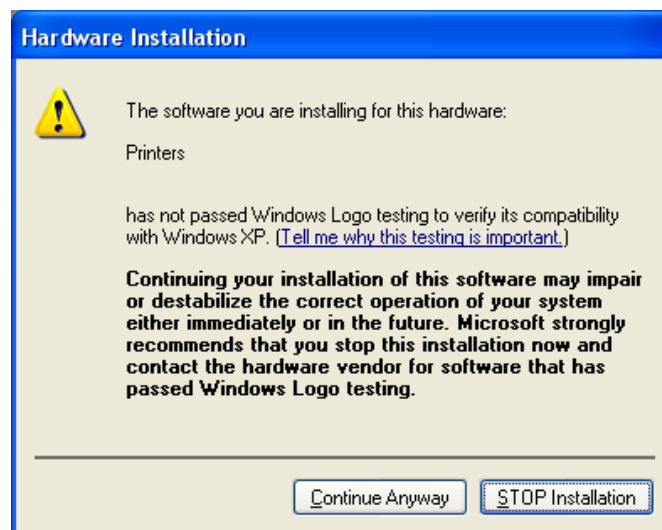 Hardware Installation
The software you are installing for this hardware:
Printers
has not passed Windows Logo testing to verify its compatibility
with Windows XP. (Tell me why this testing is important.)
Continuing your installation of this software may impair
or destabilize the correct operation of your system
either immediately or in the future. Microsoft strongly
recommends that you stop this installation now and
contact the hardware vendor for software that has
passed Windows Logo testing.
Continue Anyway STOP Installation